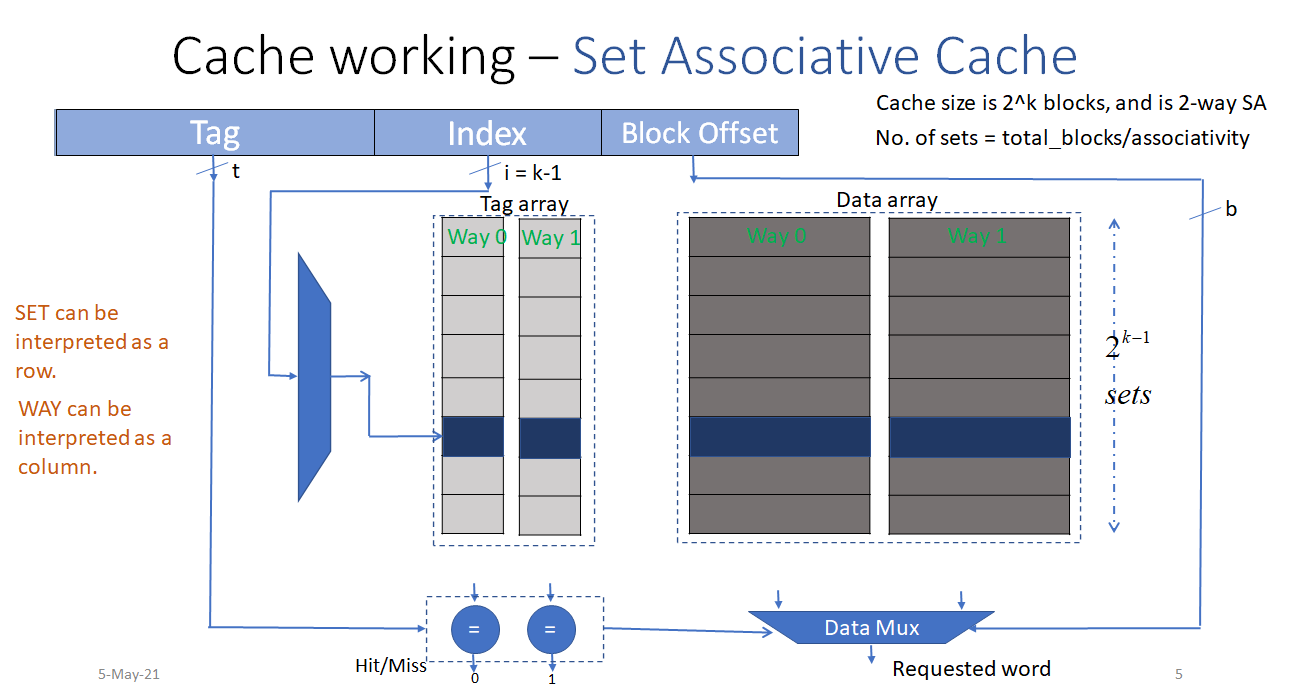 Cache working – Set Associative Cache
Cache size is 2^k blocks, and is 2-way SA
No. of sets = total_blocks/associativity
Tag Index Block Offset
t
i = k-1
b
Tag array
Data array
Way 0 Way 1
Way 0 Way 1
SET can be
interpreted as a
row.
WAY can be
interpreted as a
column.
2^{k−1}
sets
= =
Data Mux
Hit/Miss
0 1
Requested word
5-May-21
5